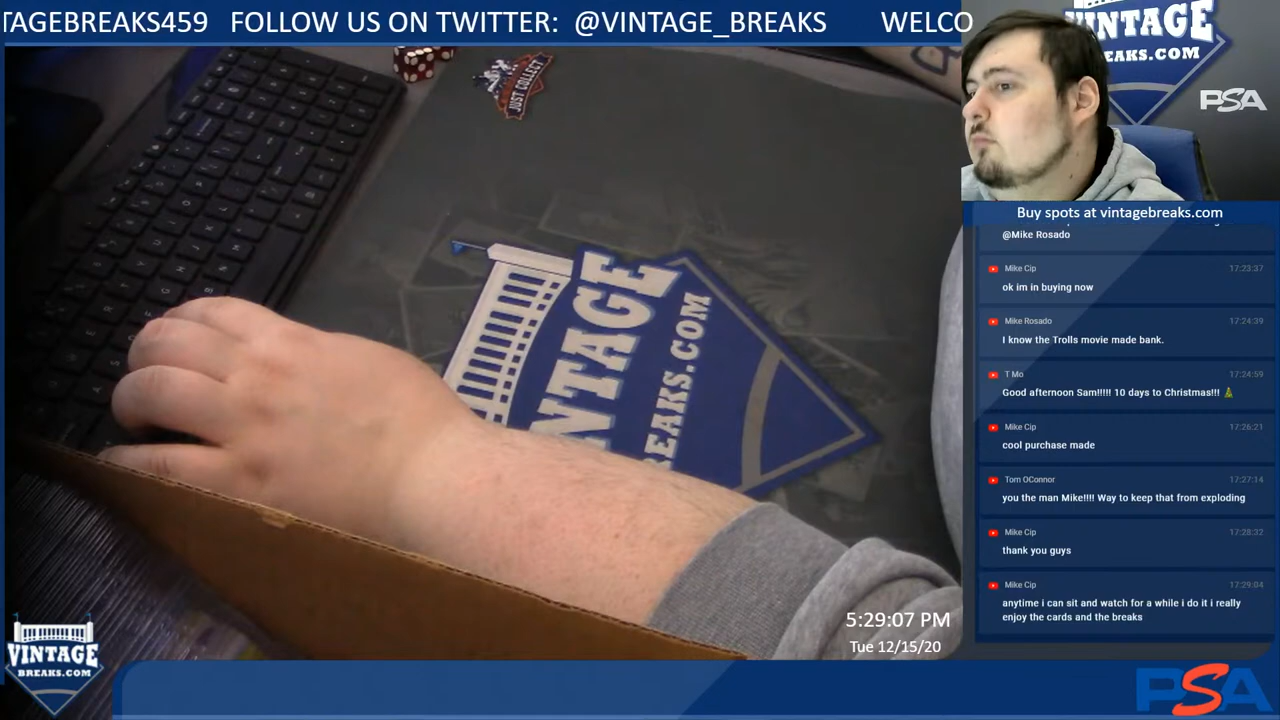 TAGEBREAKS459 FOLLOW US ON TWITTER: @VINTAGE_BREAKS WELCO
JUST COLLECT
VINTAGE
BREAKS.COM
PSA
Buy spots at vintagebreaks.com
@Mike Rosado
Mike Cip 17:23:37
ok im in buying now
Mike Rosado 17:24:39
I know the Trolls movie made bank.
T Mo 17:24:59
Good afternoon Sam!!!!! 10 days to Christmas!!! 🎄
Mike Cip 17:26:21
cool purchase made
Tom OConnor 17:27:14
you the man Mike!!!! Way to keep that from exploding
Mike Cip 17:28:32
thank you guys
Mike Cip 17:29:04
anytime i can sit and watch for a while i do it i really
enjoy the cards and the breaks
NTAGE
REAKS.COM
5:29:07 PM
Tue 12/15/20
VINTAGE
BREAKS.COM
PSA